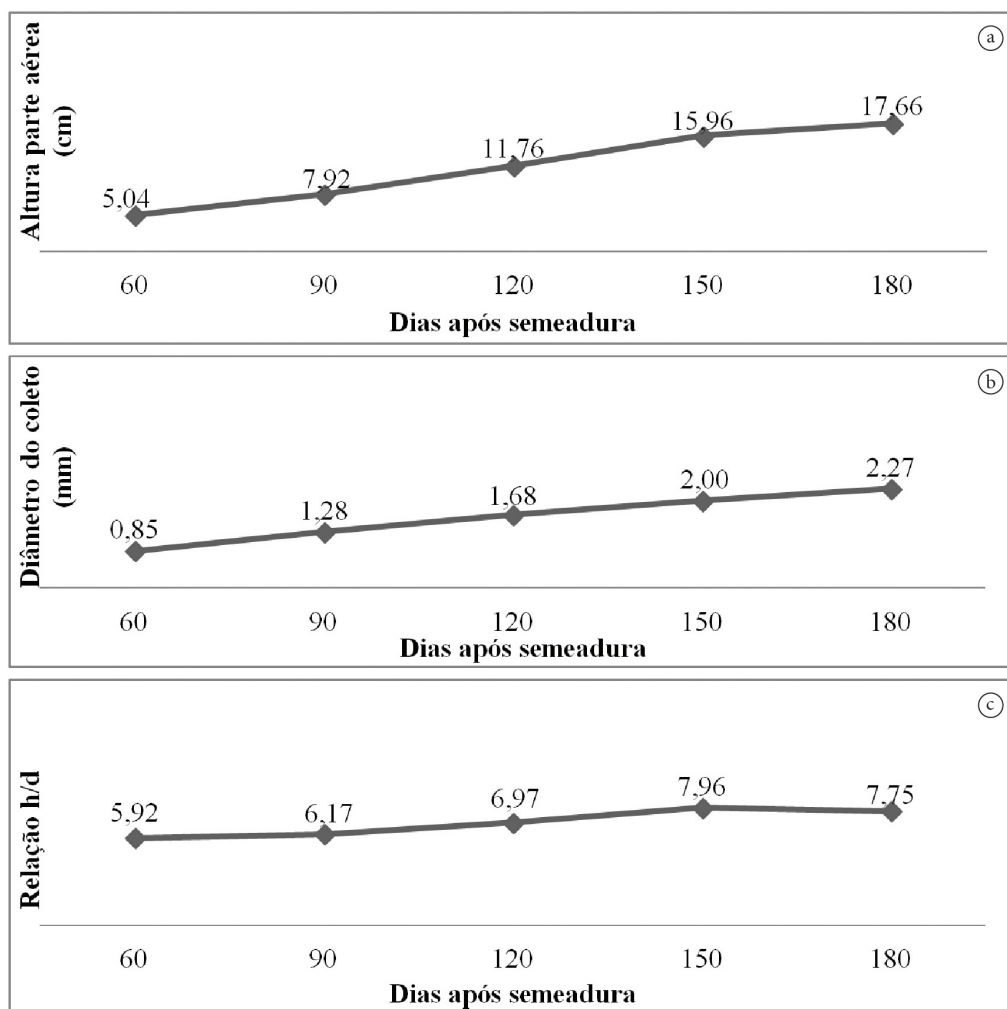 a
Altura parte aérea
(cm)
5,04
7,92
11,76
15,96
17,66
60 90 120 150 180
Dias após semeadura
b
Diâmetro do coleto
(mm)
0,85
1,28
1,68
2,00
2,27
60 90 120 150 180
Dias após semeadura
c
Relação h/d
5,92
6,17
6,97
7,96
7,75
60 90 120 150 180
Dias após semeadura